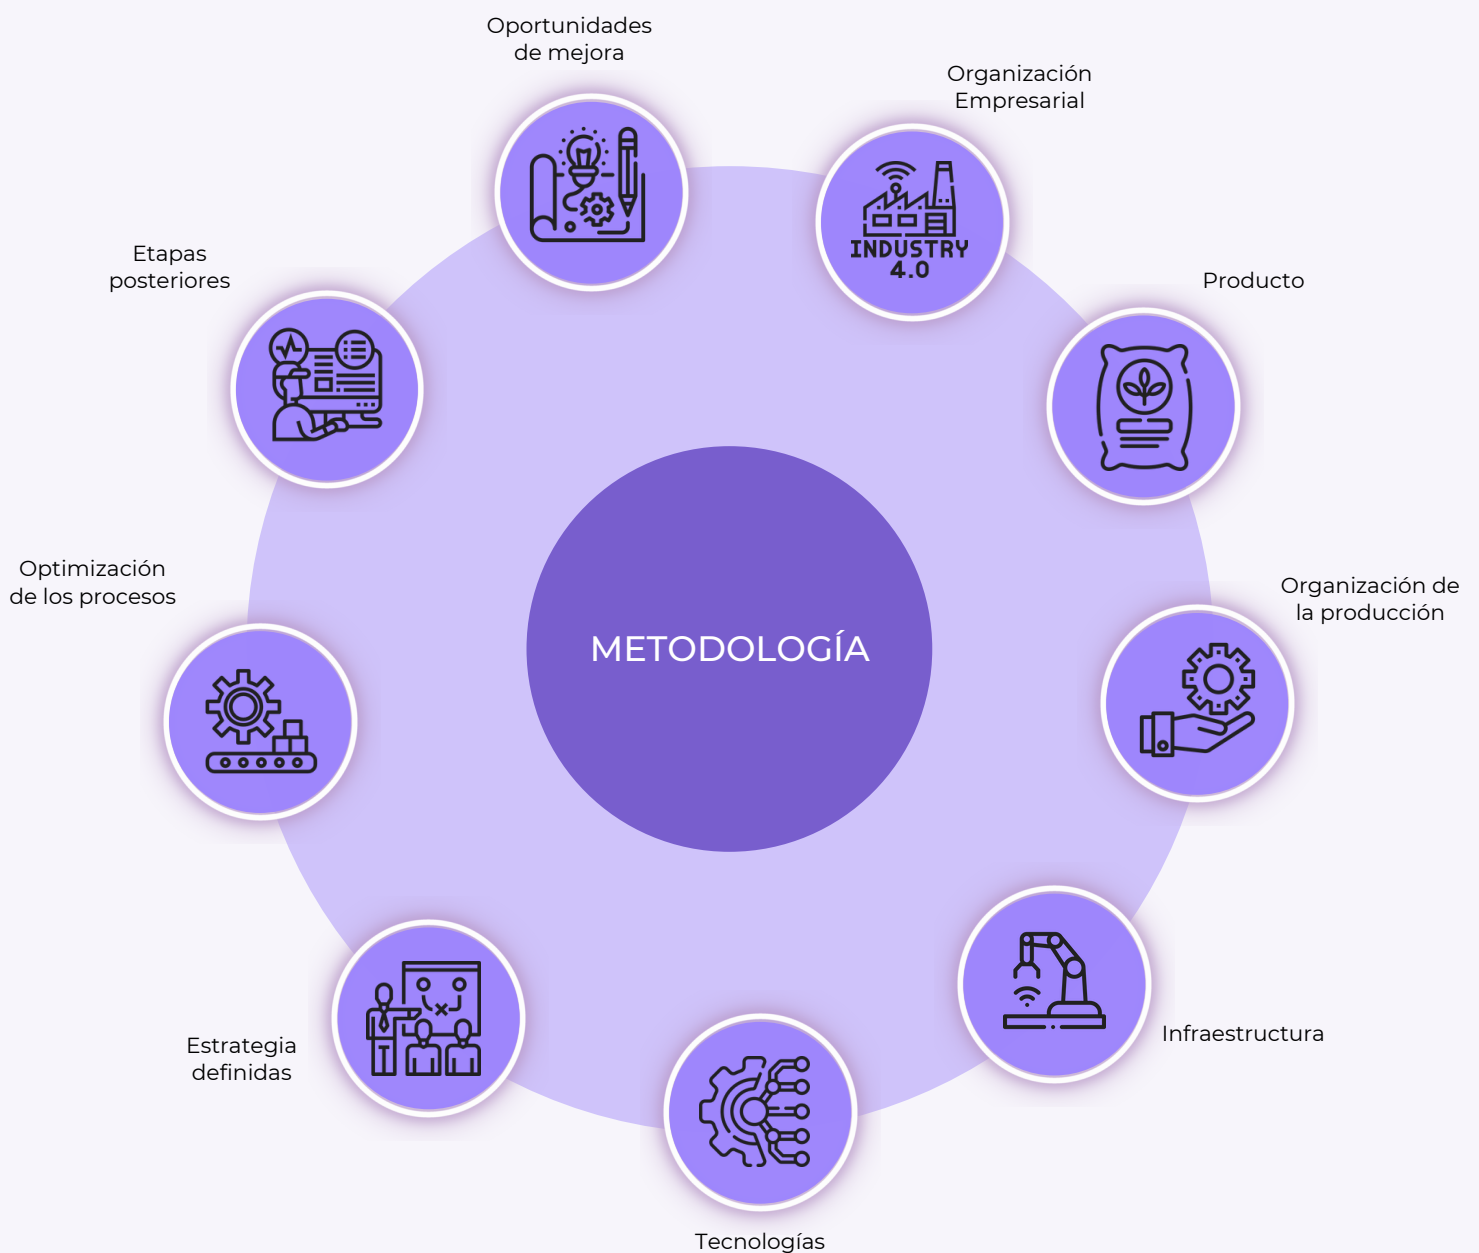 Oportunidades
de mejora
Organización
Empresarial
INDUSTRY
4.0
Producto
Etapas
posteriores
Optimización
de los procesos
METODOLOGÍA
Organización de
la producción
Infraestructura
Estrategia
definidas
Tecnologías